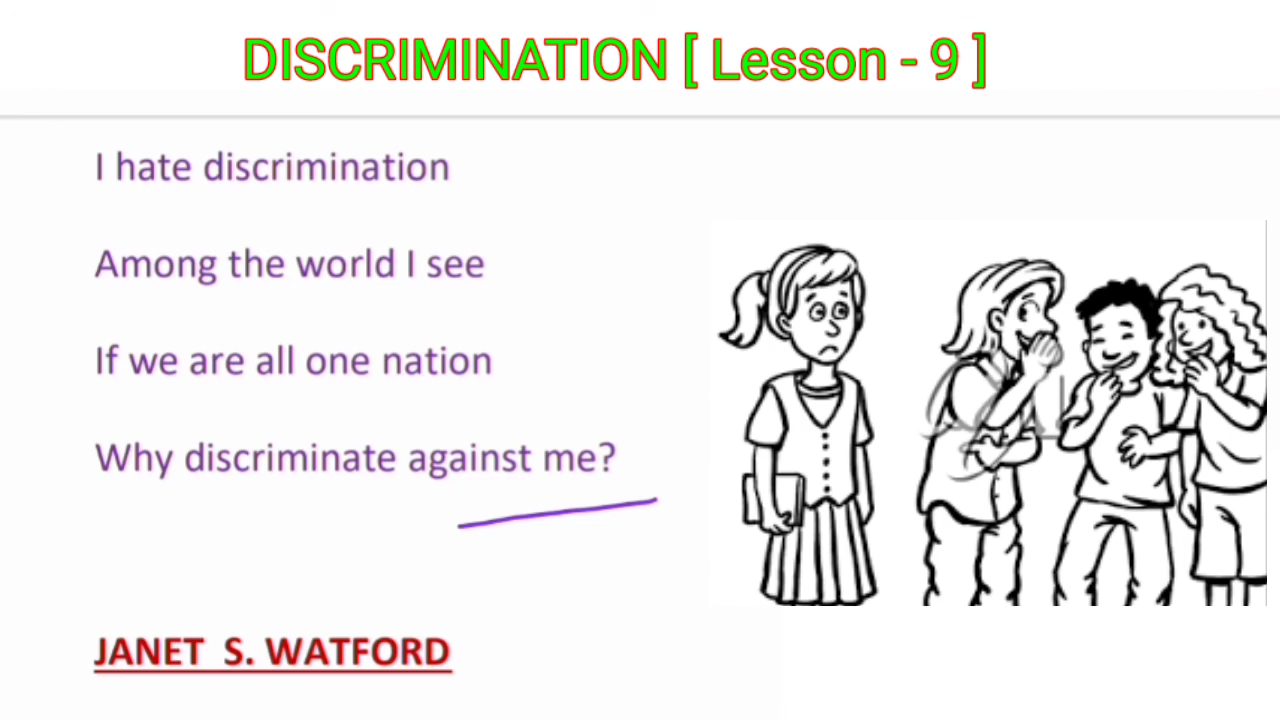 DISCRIMINATION [ Lesson - 9 ]
I hate discrimination
Among the world I see
If we are all one nation
Why discriminate against me?
JANET S. WATFORD